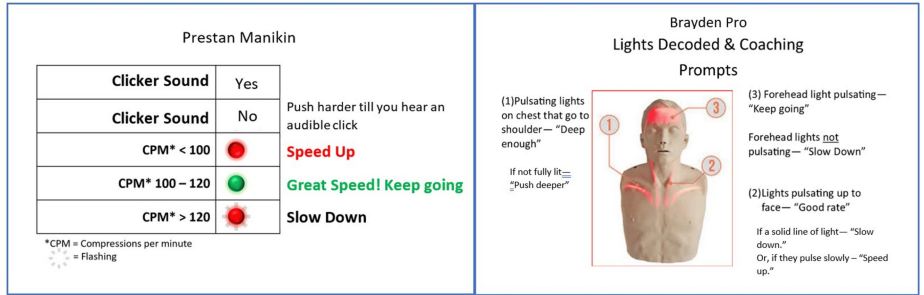 Prestan Manikin
Clicker Sound Yes
Clicker Sound No
Push harder till you hear an
audible click
CPM* < 100
Speed Up
CPM* 100 – 120
Great Speed! Keep going
CPM* > 120
Slow Down
*CPM = Compressions per minute
= Flashing
Brayden Pro
Lights Decoded & Coaching
Prompts
(1)Pulsating lights
on chest that go to
shoulder— “Deep
enough”
If not fully lit—
“Push deeper”
1
3
2
(3) Forehead light pulsating—
“Keep going”
Forehead lights not
pulsating— “Slow Down”
(2)Lights pulsating up to
face— “Good rate”
If a solid line of light— “Slow
down.”
Or, if they pulse slowly – “Speed
up.”